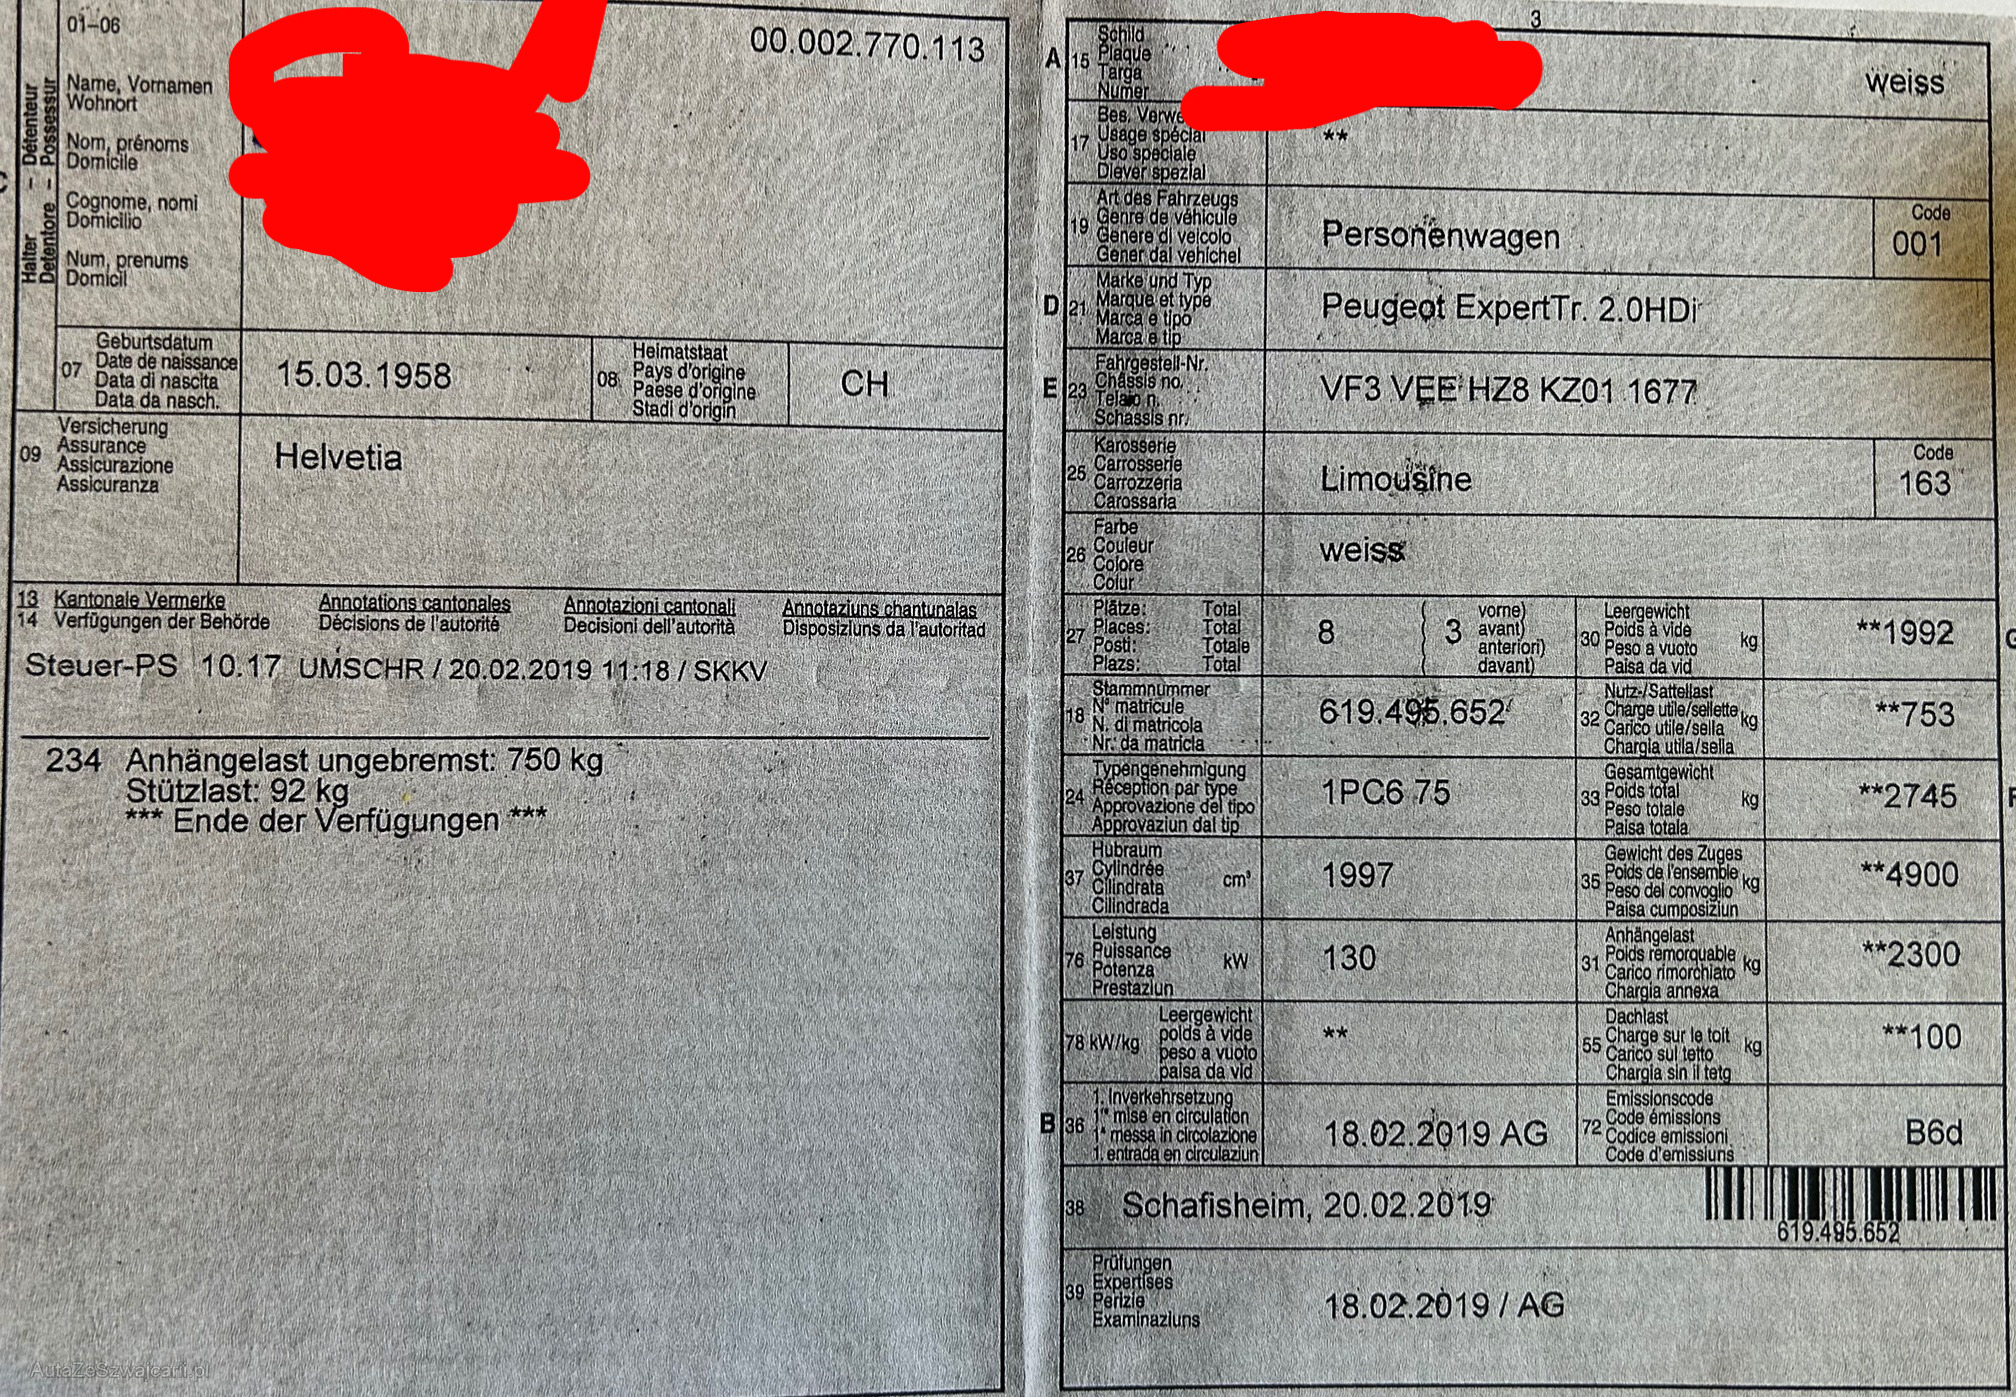 01–06
00.002.770.113
Halter – Détenteur
Detentore – Possessur
Name, Vornamen
Wohnort
Nom, prénoms
Domicile
Cognome, nomi
Domicilio
Num, prenums
Domicil
07
Geburtsdatum
Date de naissance
Data di nascita
Data da nasch.
15.03.1958
08
Heimatstaat
Pays d'origine
Paese d'origine
Stadi d'origin
CH
09
Versicherung
Assurance
Assicurazione
Assicuranza
Helvetia
13 Kantonale Vermerke Annotations cantonales Annotazioni cantonali Annotaziuns chantunalas
14 Verfügungen der Behörde Décisions de l'autorité Decisioni dell'autorità Disposiziuns da l'autoritad
Steuer-PS 10.17 UMSCHR / 20.02.2019 11:18 / SKKV
234 Anhängelast ungebremst: 750 kg
Stützlast: 92 kg
*** Ende der Verfügungen ***
AutaZeSzwajcarii.pl
3
A 15
Schild
Plaque
Targa
Numer
weiss
17
Bes. Verwe
Usage spécial
Uso speciale
Diever spezial
**
19
Art des Fahrzeugs
Genre de véhicule
Genere di veicolo
Gener dal vehichel
Personenwagen
Code
001
D 21
Marke und Typ
Marque et type
Marca e tipo
Marca e tip
Peugeot ExpertTr. 2.0HDi
E 23
Fahrgestell-Nr.
Châssis no.
Telaio n.
Schassis nr.
VF3 VEE HZ8 KZ01 1677
25
Karosserie
Carrosserie
Carrozzeria
Carossaria
Limousine
Code
163
26
Farbe
Couleur
Colore
Colur
weiss
27
Plätze: Total
Places: Total
Posti: Totale
Plazs: Total
8
( 3 vorne)
( avant)
( anteriori)
( davant)
30
Leergewicht
Poids à vide
Peso a vuoto
Paisa da vid
kg
**1992
G
18
Stammnummer
N° matricule
N. di matricola
Nr. da matricla
619.495.652
32
Nutz-/Sattellast
Charge utile/sellette
Carico utile/sella
Chargia utila/sella
kg
**753
24
Typengenehmigung
Réception par type
Approvazione del tipo
Approvaziun dal tip
1PC6 75
33
Gesamtgewicht
Poids total
Peso totale
Paisa totala
kg
**2745
F
37
Hubraum
Cylindrée
Cilindrata
Cilindrada
cm³
1997
35
Gewicht des Zuges
Poids de l'ensemble
Peso del convoglio
Paisa cumposiziun
kg
**4900
76
Leistung
Puissance
Potenza
Prestaziun
kW
130
31
Anhängelast
Poids remorquable
Carico rimorchiato
Chargia annexa
kg
**2300
78 kW/kg
Leergewicht
poids à vide
peso a vuoto
paisa da vid
**
55
Dachlast
Charge sur le toit
Carico sul tetto
Chargia sin il tetg
kg
**100
B 36
1. Inverkehrsetzung
1re mise en circulation
1a messa in circolazione
1. entrada en circulaziun
18.02.2019 AG
72
Emissionscode
Code émissions
Codice emissioni
Code d'emissiuns
B6d
38
Schafisheim, 20.02.2019
619.495.652
39
Prüfungen
Expertises
Perizie
Examinaziuns
18.02.2019 / AG